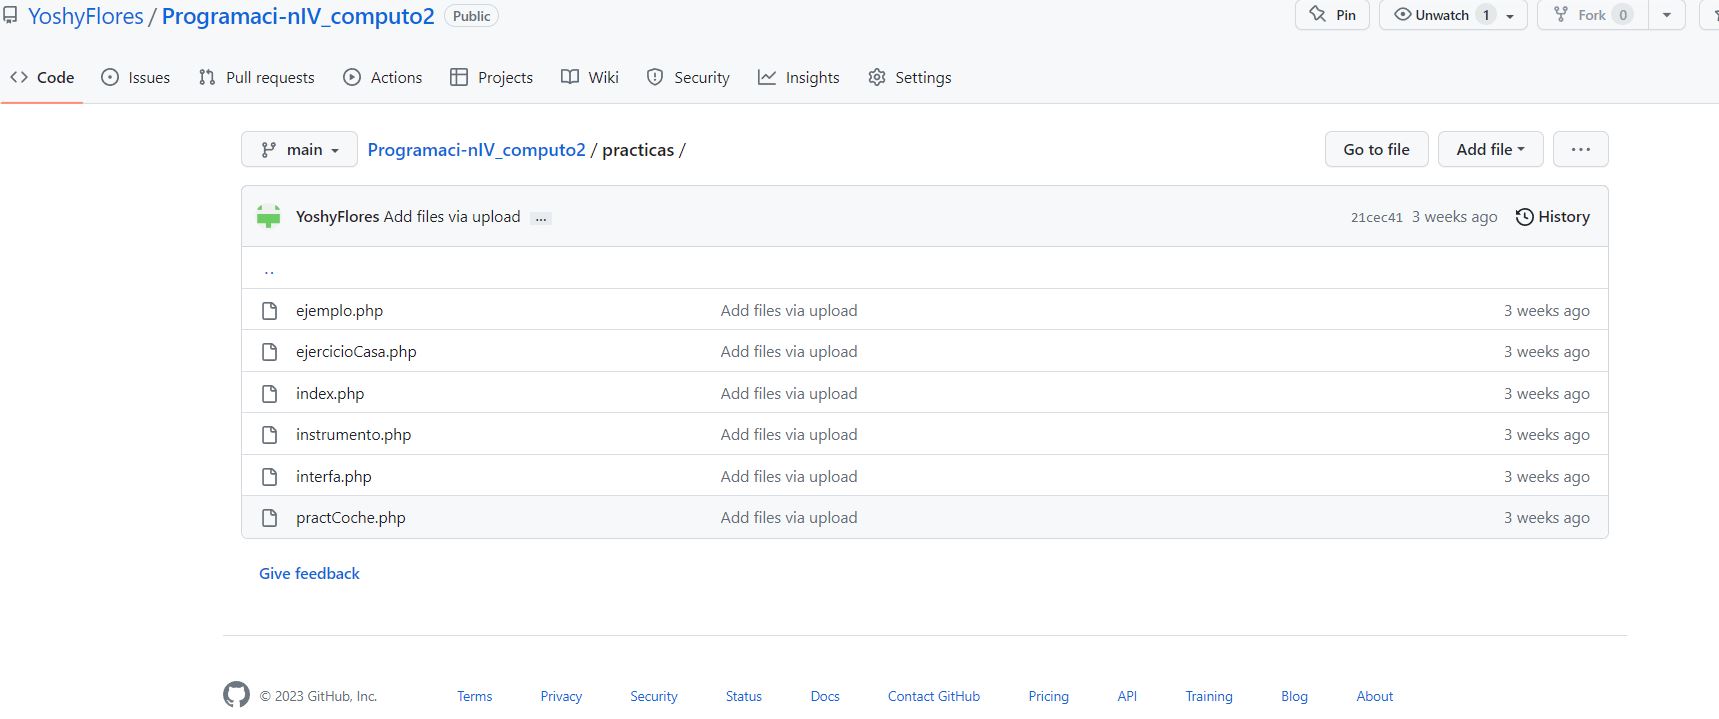 YoshyFlores / Programaci-nIV_computo2 Public Pin Unwatch 1 Fork 0
Code Issues Pull requests Actions Projects Wiki Security Insights Settings
main Programaci-nIV_computo2 / practicas / Go to file Add file ...
YoshyFlores Add files via upload ... 21cec41 3 weeks ago History
..
ejemplo.php Add files via upload 3 weeks ago
ejercicioCasa.php Add files via upload 3 weeks ago
index.php Add files via upload 3 weeks ago
instrumento.php Add files via upload 3 weeks ago
interfa.php Add files via upload 3 weeks ago
practCoche.php Add files via upload 3 weeks ago
Give feedback
© 2023 GitHub, Inc. Terms Privacy Security Status Docs Contact GitHub Pricing API Training Blog About